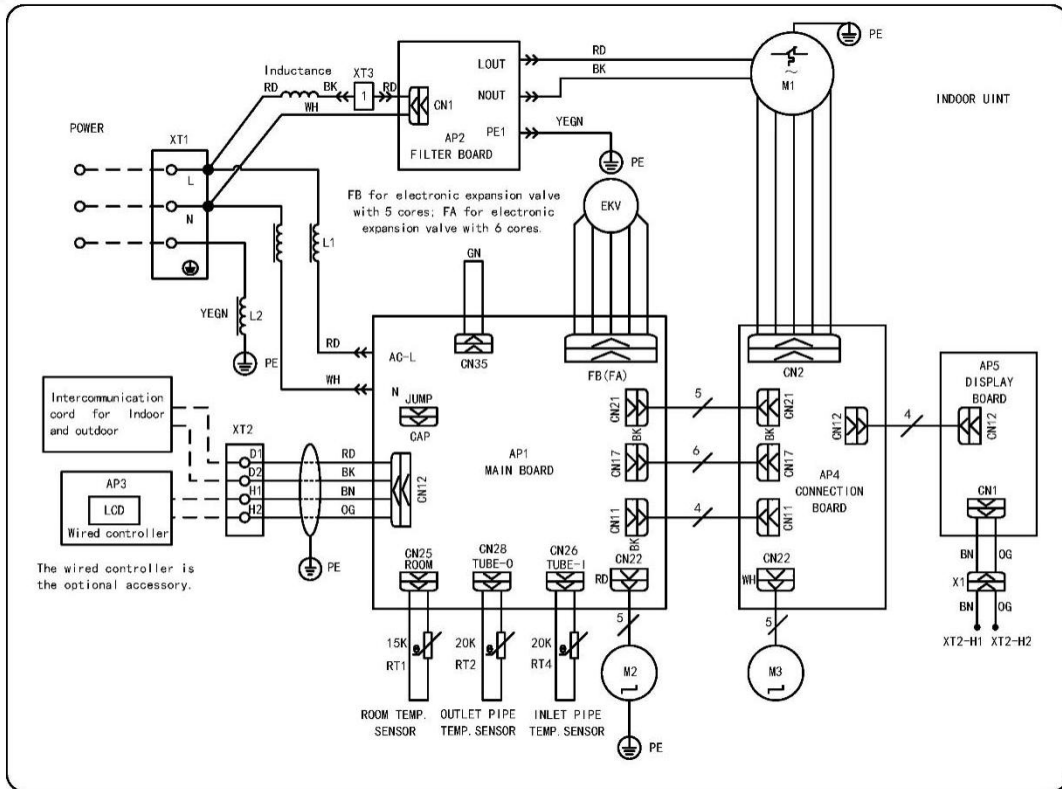 INDOOR UINT
POWER
XT1
L
N
RD
Inductance
BK
XT3
1
RD
WH
CN1
AP2
FILTER BOARD
LOUT
NOUT
PE1
RD
BK
YEGN
PE
M1
PE
FB for electronic expansion valve
with 5 cores; FA for electronic
expansion valve with 6 cores.
EKV
L1
YEGN
L2
PE
GN
CN35
FB(FA)
RD
AC-L
WH
N
JUMP
CAP
AP1
MAIN BOARD
CN21
BK
5
CN21
BK
CN17
6
CN17
CN11
BK
4
CN11
CN2
AP4
CONNECTION
BOARD
CN12
4
CN12
AP5
DISPLAY
BOARD
CN1
BN
OG
X1
BN
OG
XT2-H1
XT2-H2
Intercommunication
cord for Indoor
and outdoor
AP3
LCD
Wired controller
The wired controller is
the optional accessory.
XT2
D1
D2
H1
H2
RD
BK
BN
OG
CN12
PE
CN25
ROOM
CN28
TUBE-O
CN26
TUBE-I
RD
CN22
WH
CN22
15K
RT1
20K
RT2
20K
RT4
5
M2
PE
5
M3
ROOM TEMP.
SENSOR
OUTLET PIPE
TEMP. SENSOR
INLET PIPE
TEMP. SENSOR